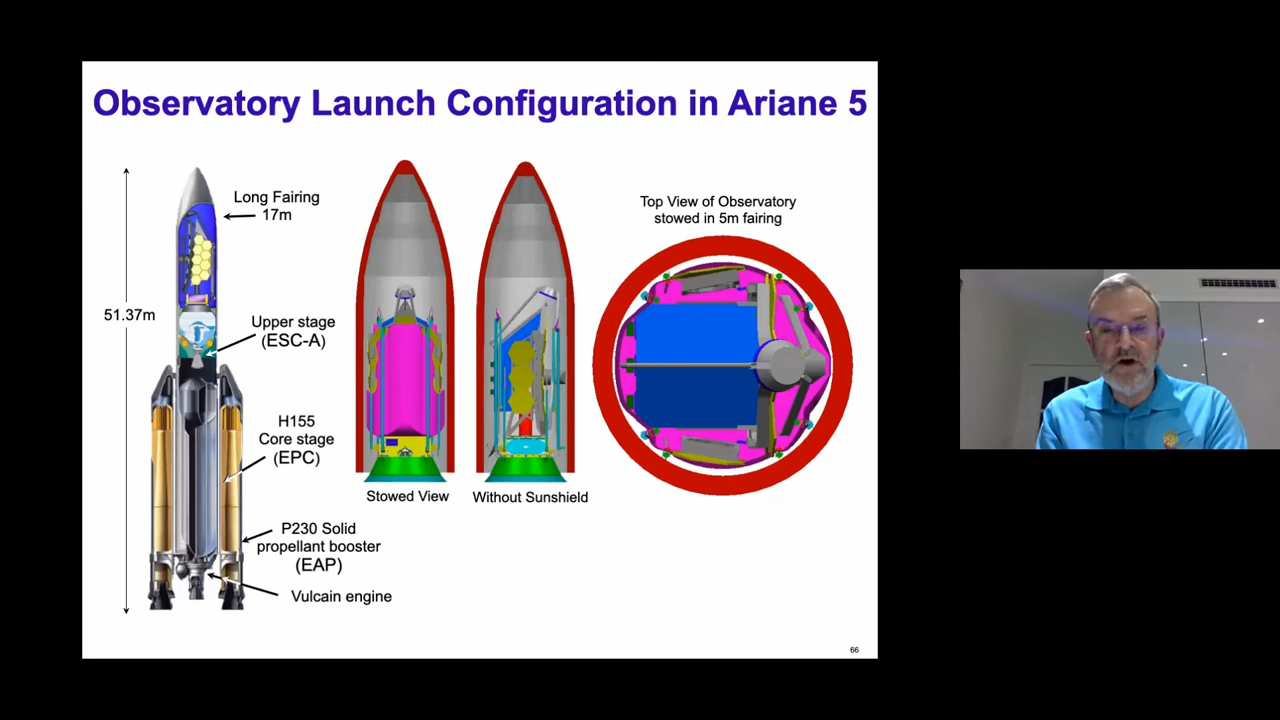 Observatory Launch Configuration in Ariane 5
Long Fairing
17m
51.37m
Upper stage
(ESC-A)
H155
Core stage
(EPC)
P230 Solid
propellant booster
(EAP)
Vulcain engine
Stowed View
Without Sunshield
Top View of Observatory
stowed in 5m fairing
66